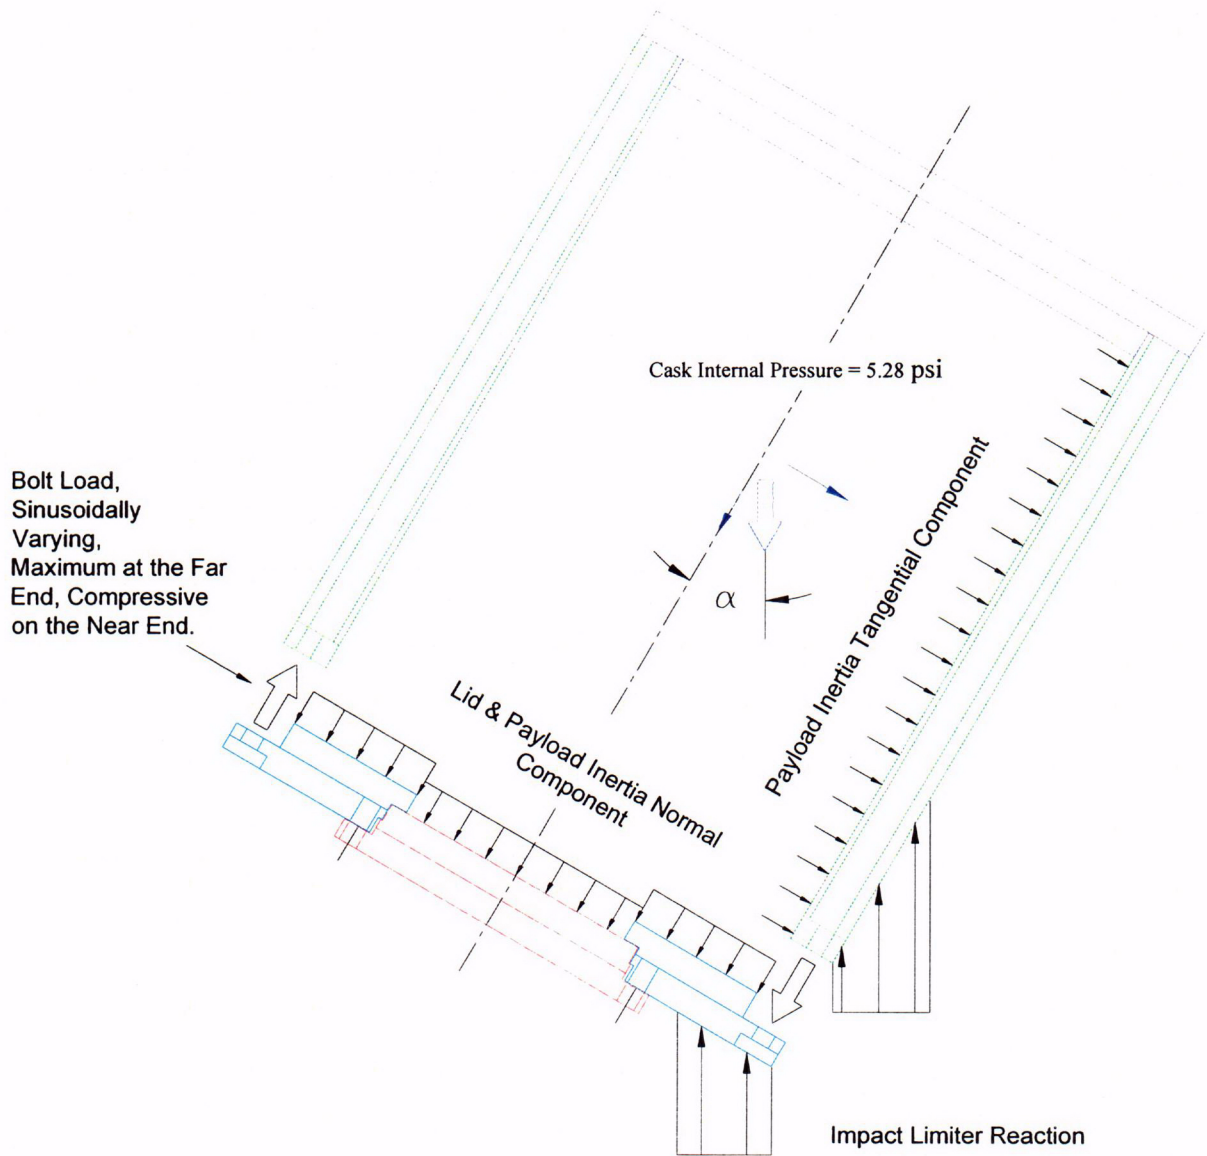 Cask Internal Pressure = 5.28 psi
Bolt Load,
Sinusoidally
Varying,
Maximum at the Far
End, Compressive
on the Near End.
α
Payload Inertia Tangential Component
Lid & Payload Inertia Normal
Component
Impact Limiter Reaction